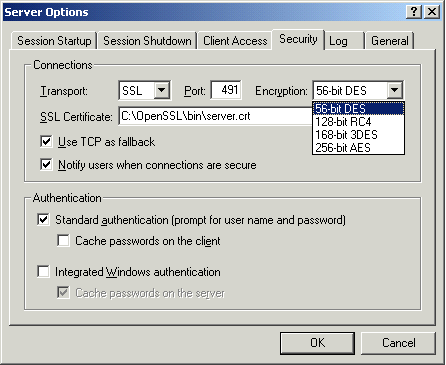 Server Options
Session Startup Session Shutdown Client Access Security Log General
Connections
Transport: SSL Port: 491 Encryption: 56-bit DES
56-bit DES
128-bit RC4
168-bit 3DES
256-bit AES
SSL Certificate: C:\OpenSSL\bin\server.crt
Use TCP as fallback
Notify users when connections are secure
Authentication
Standard authentication (prompt for user name and password)
Cache passwords on the client
Integrated Windows authentication
Cache passwords on the server
OK Cancel